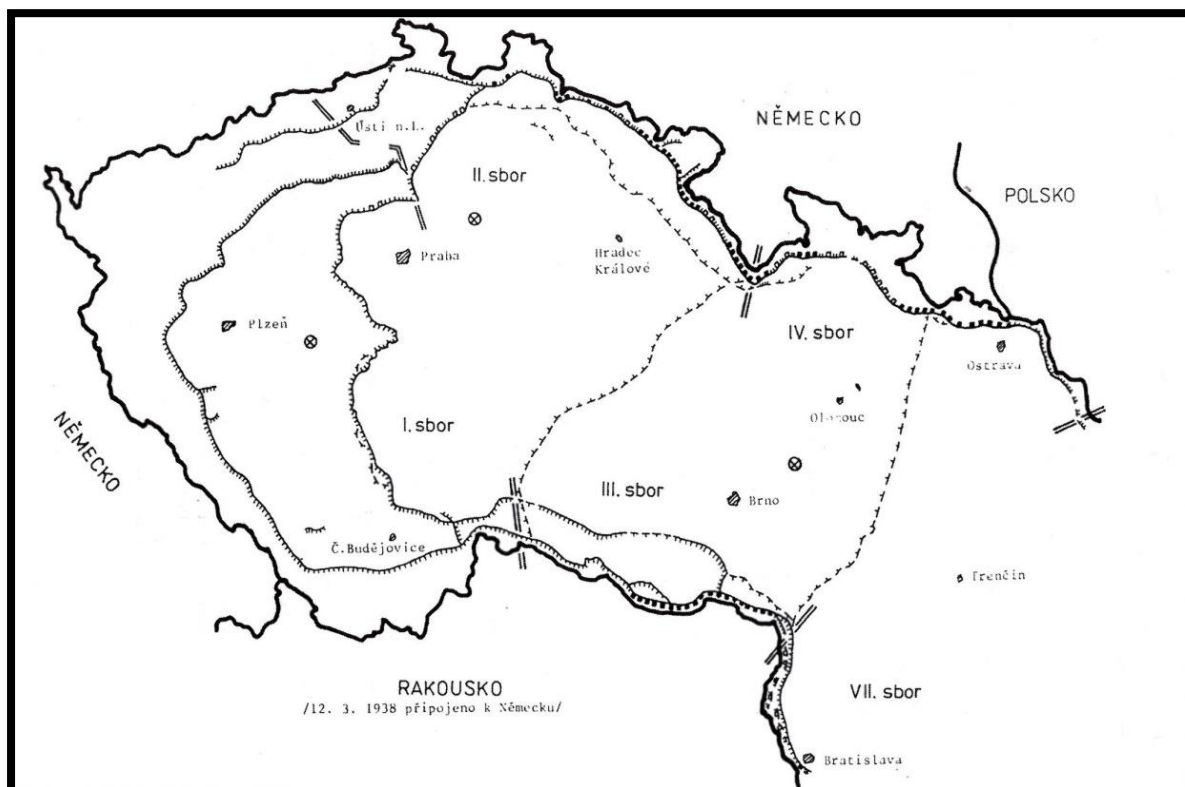 NĚMECKO
POLSKO
Ústí n.L.
II. sbor
Praha
Hradec
Králové
Plzeň
IV. sbor
Ostrava
Olomouc
I. sbor
NĚMECKO
III. sbor
Brno
Č.Budějovice
Trenčín
RAKOUSKO
/12. 3. 1938 připojeno k Německu/
VII. sbor
Bratislava